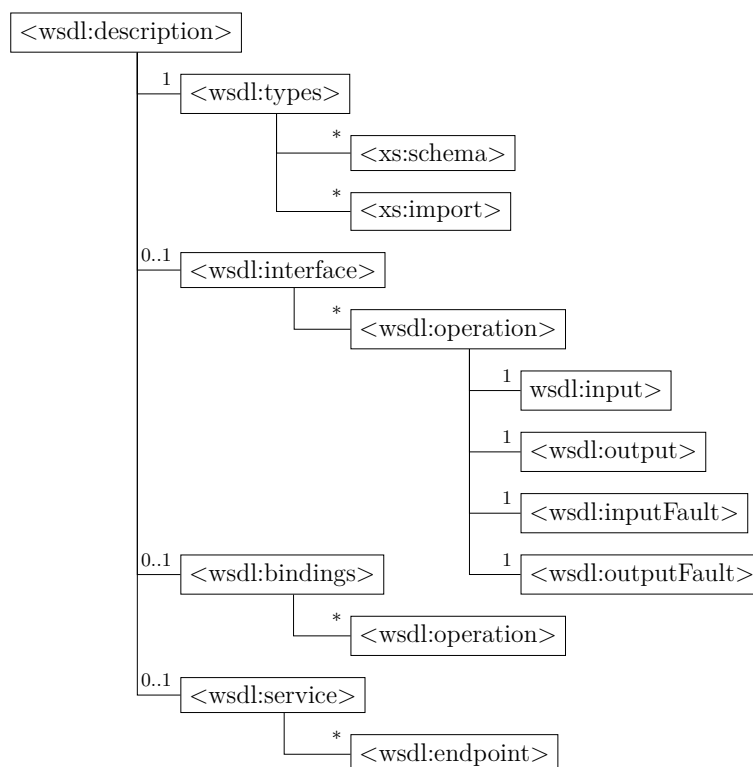 <wsdl:description>
1
<wsdl:types>
*
<xs:schema>
*
<xs:import>
0..1
<wsdl:interface>
*
<wsdl:operation>
1
wsdl:input>
1
<wsdl:output>
1
<wsdl:inputFault>
0..1
<wsdl:bindings>
1
<wsdl:outputFault>
*
<wsdl:operation>
0..1
<wsdl:service>
*
<wsdl:endpoint>